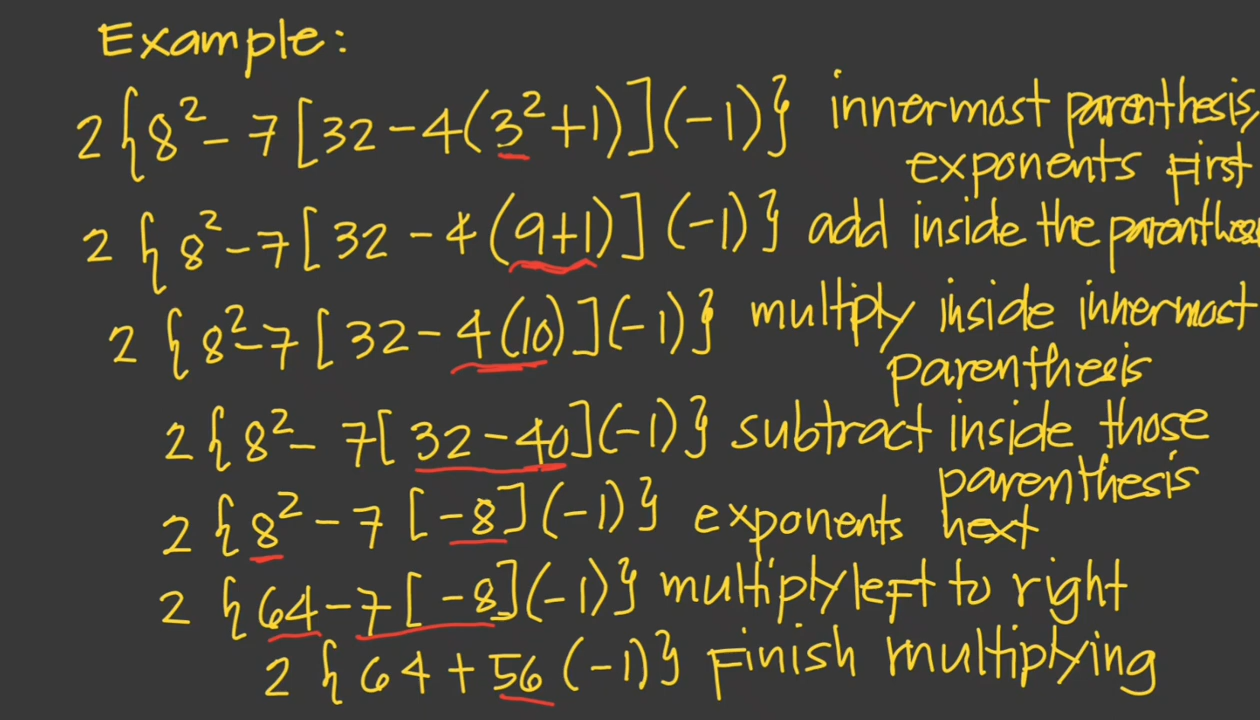 Example:
2{8²-7[32-4(3²+1)](-1)} innermost parenthesis,
exponents first
2{8²-7[32-4(9+1)](-1)} add inside the
2{8²-7[32-4(10)](-1)} multiply inside innermost
parenthesis
2{8²-7[32-40](-1)} subtract inside those
parenthesis
2{8²-7[-8](-1)} exponents next
2{64-7[-8](-1)} multiply left to right
2{64+56(-1)} Finish multiplying